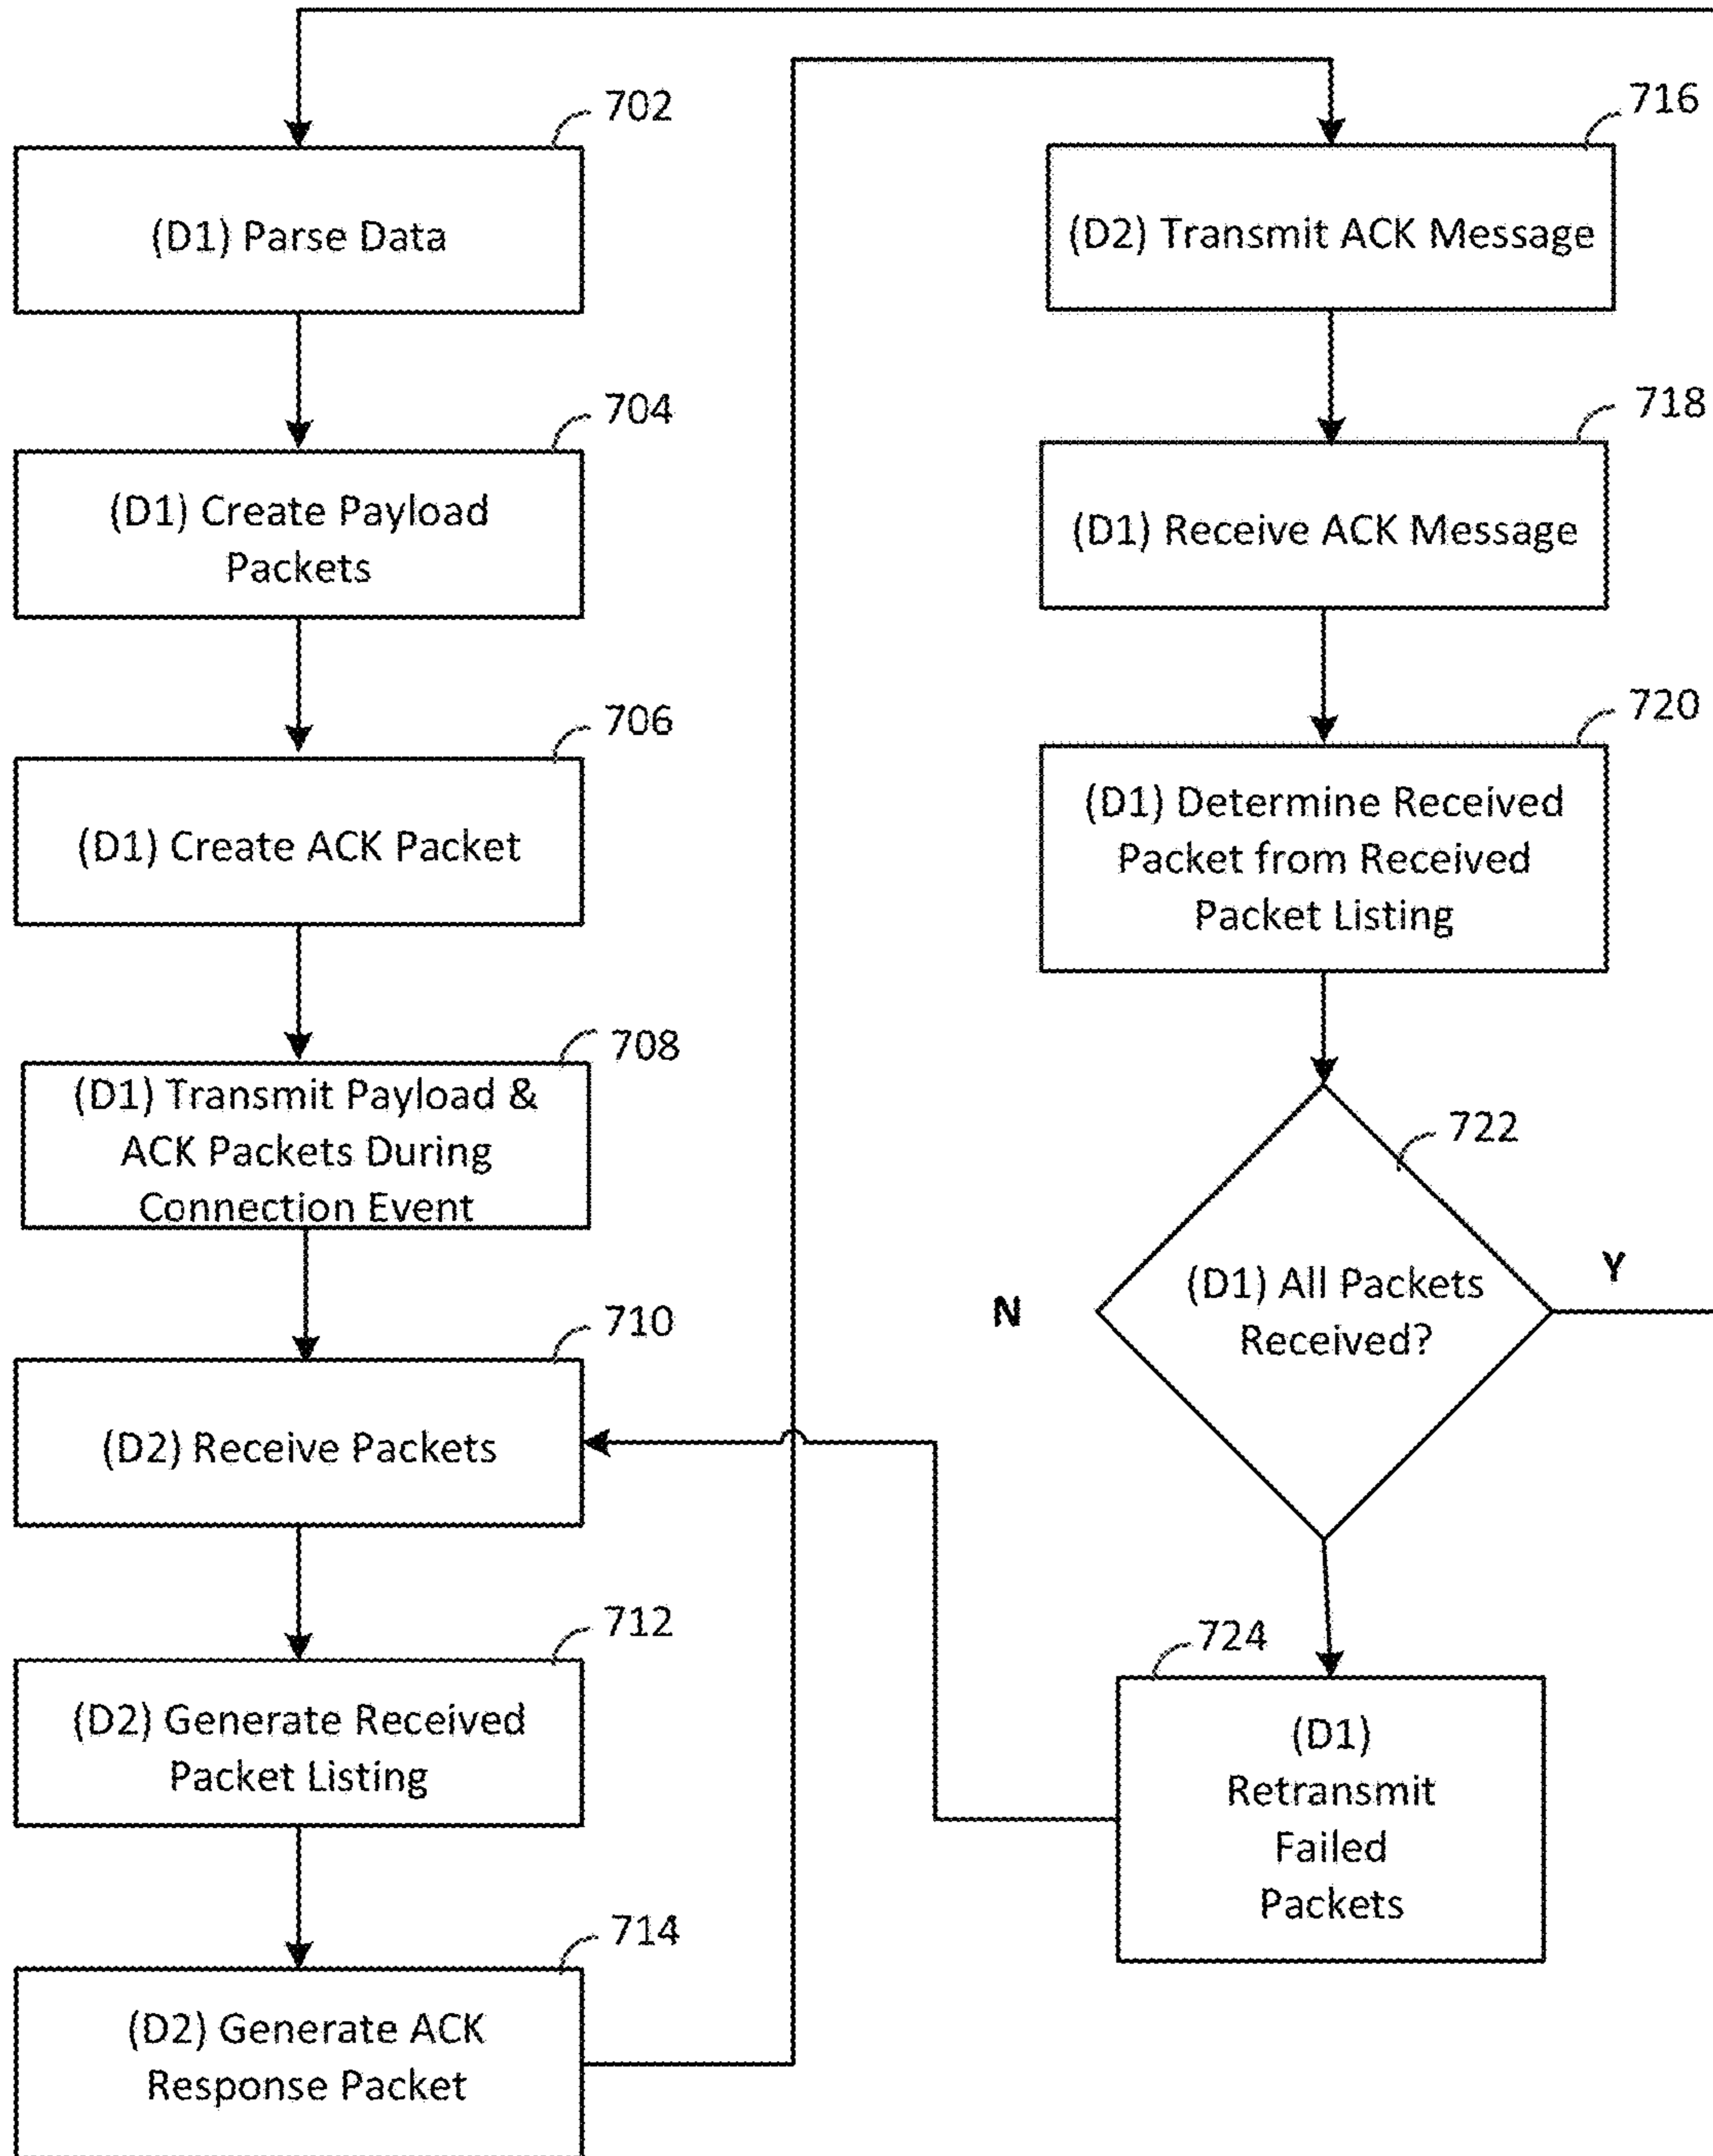 702
(D1) Parse Data
704
(D1) Create Payload
Packets
706
(D1) Create ACK Packet
708
(D1) Transmit Payload &
ACK Packets During
Connection Event
710
(D2) Receive Packets
712
(D2) Generate Received
Packet Listing
714
(D2) Generate ACK
Response Packet
716
(D2) Transmit ACK Message
718
(D1) Receive ACK Message
720
(D1) Determine Received
Packet from Received
Packet Listing
722
(D1) All Packets
Received?
Y
N
724
(D1)
Retransmit
Failed
Packets